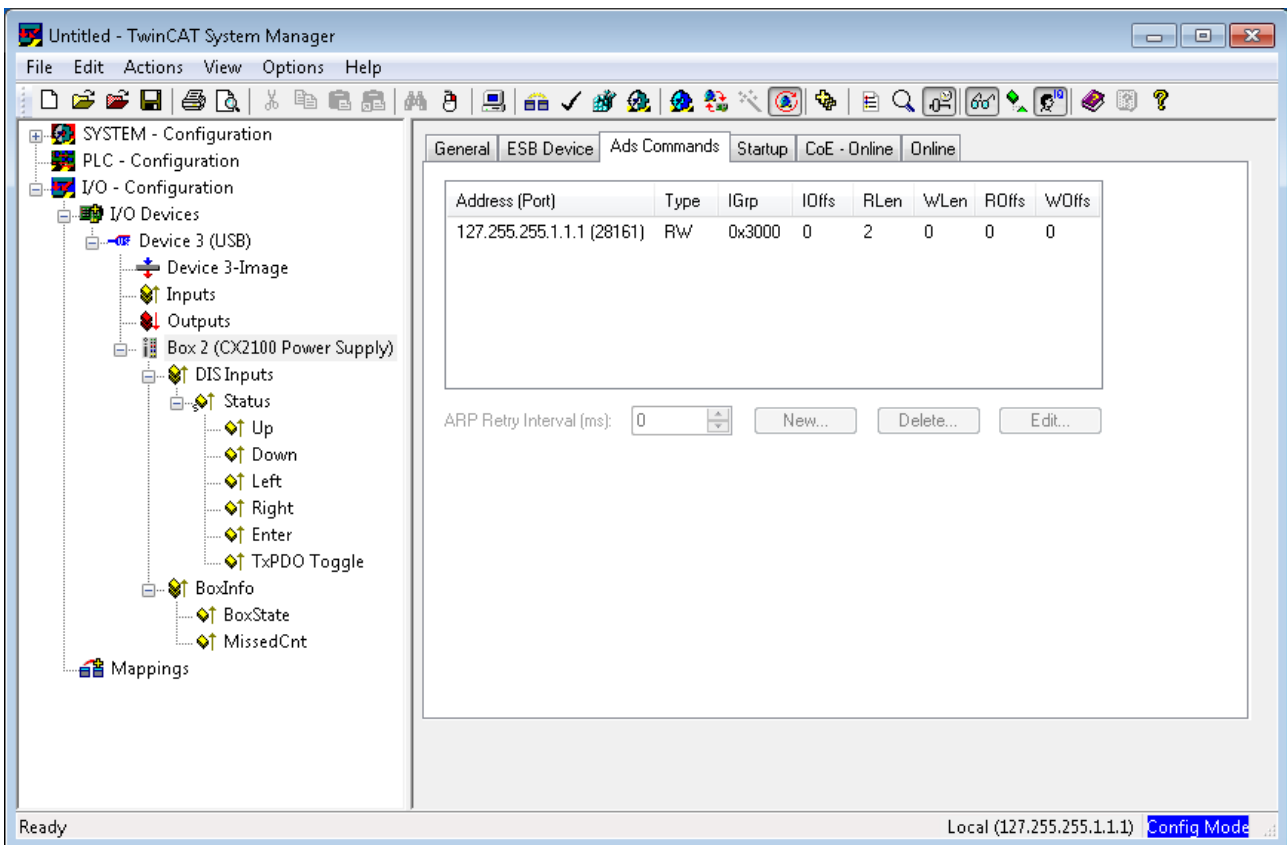 Untitled - TwinCAT System Manager
File Edit Actions View Options Help
SYSTEM - Configuration
PLC - Configuration
I/O - Configuration
I/O Devices
Device 3 (USB)
Device 3-Image
Inputs
Outputs
Box 2 (CX2100 Power Supply)
DIS Inputs
Status
Up
Down
Left
Right
Enter
TxPDO Toggle
BoxInfo
BoxState
MissedCnt
Mappings
General ESB Device Ads Commands Startup CoE - Online Online
Address (Port) Type IGrp IOffs RLen WLen ROffs WOffs
127.255.255.1.1.1 (28161) RW 0x3000 0 2 0 0 0
ARP Retry Interval (ms): 0 New... Delete... Edit...
Ready Local (127.255.255.1.1.1) Config Mode